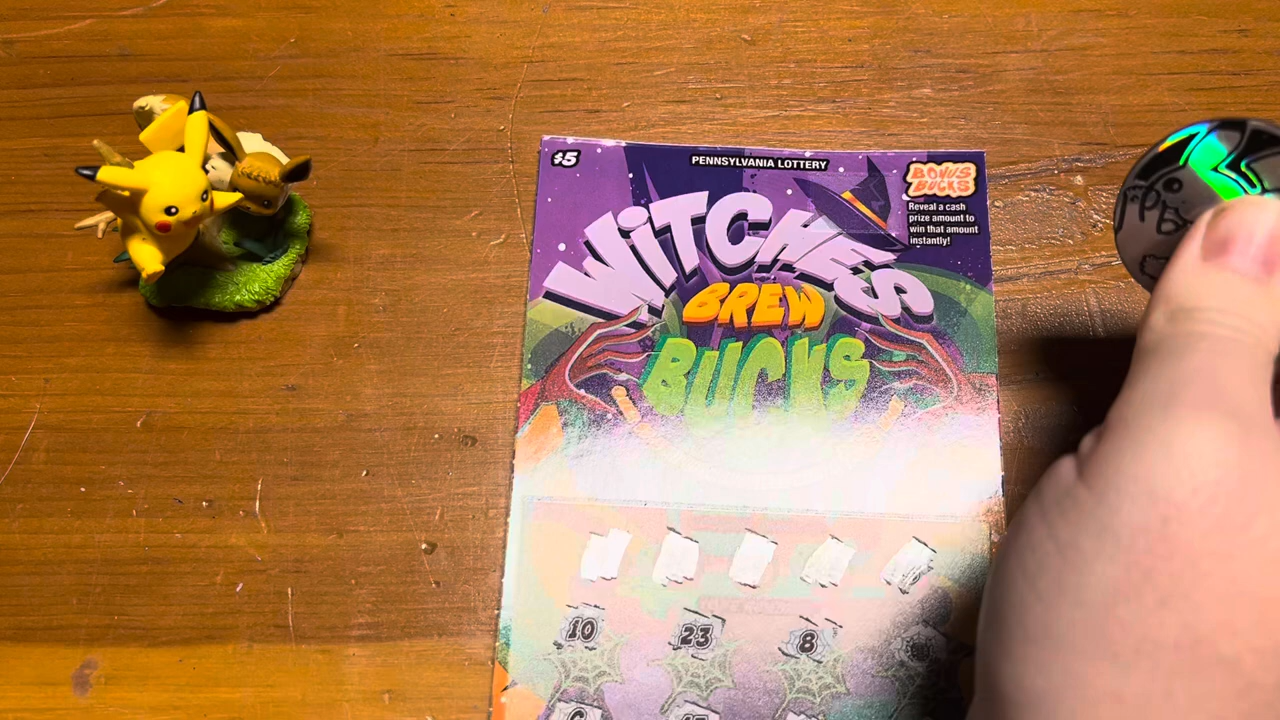 $5
PENNSYLVANIA LOTTERY
BONUS
BUCKS
Reveal a cash
prize amount to
win that amount
instantly!
WITCHES
BREW
BUCKS
10 23 8